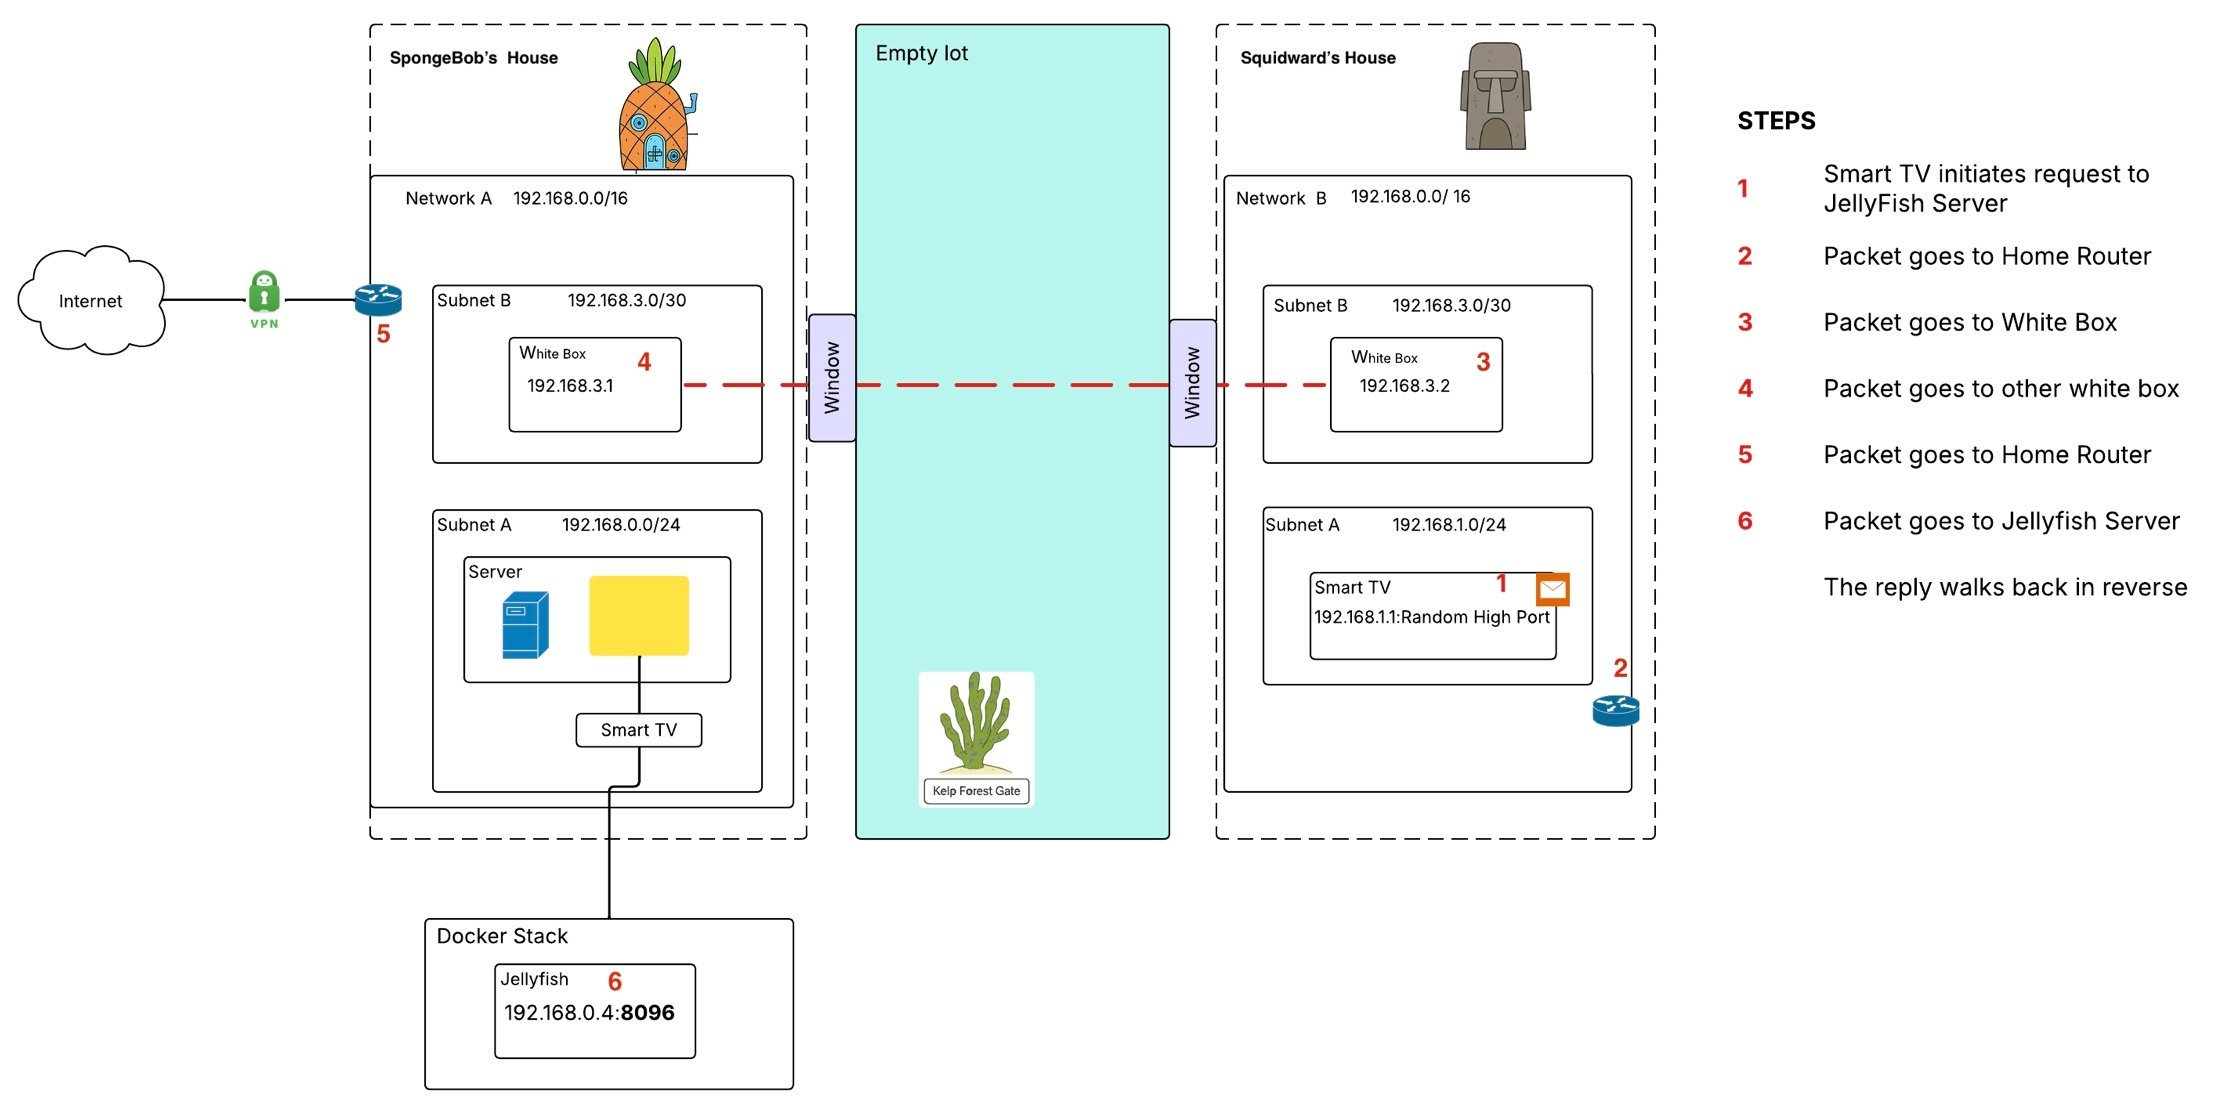 SpongeBob's  House
Network A 192.168.0.0/16
Internet
VPN
5
Subnet B 192.168.3.0/30
White Box 4
192.168.3.1
Subnet A 192.168.0.0/24
Server
Smart TV
Docker Stack
Jellyfish 6
192.168.0.4:8096
Window
Empty lot
Kelp Forest Gate
Window
Squidward's House
Network  B 192.168.0.0/ 16
Subnet B 192.168.3.0/30
White Box 3
192.168.3.2
Subnet A 192.168.1.0/24
Smart TV 1
192.168.1.1:Random High Port
2
STEPS
1 Smart TV initiates request to
JellyFish Server
2 Packet goes to Home Router
3 Packet goes to White Box
4 Packet goes to other white box
5 Packet goes to Home Router
6 Packet goes to Jellyfish Server
The reply walks back in reverse